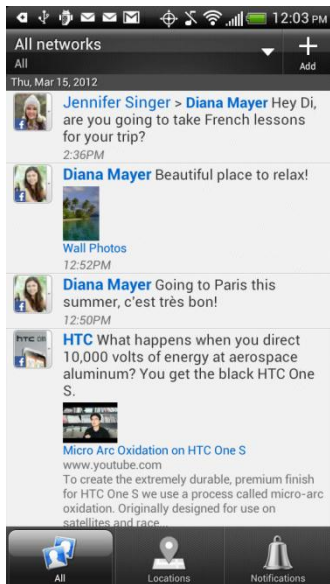 12:03 PM
All networks
All
Add
Thu, Mar 15, 2012
Jennifer Singer > Diana Mayer Hey Di,
are you going to take French lessons
for your trip?
2:36PM
Diana Mayer Beautiful place to relax!
Wall Photos
12:52PM
Diana Mayer Going to Paris this
summer, c'est très bon!
12:50PM
HTC What happens when you direct
10,000 volts of energy at aerospace
aluminum? You get the black HTC One
S.
Micro Arc Oxidation on HTC One S
www.youtube.com
To create the extremely durable, premium finish
for HTC One S we use a process called micro-arc
oxidation. Originally designed for use on
satellites and race...
All
Locations
Notifications